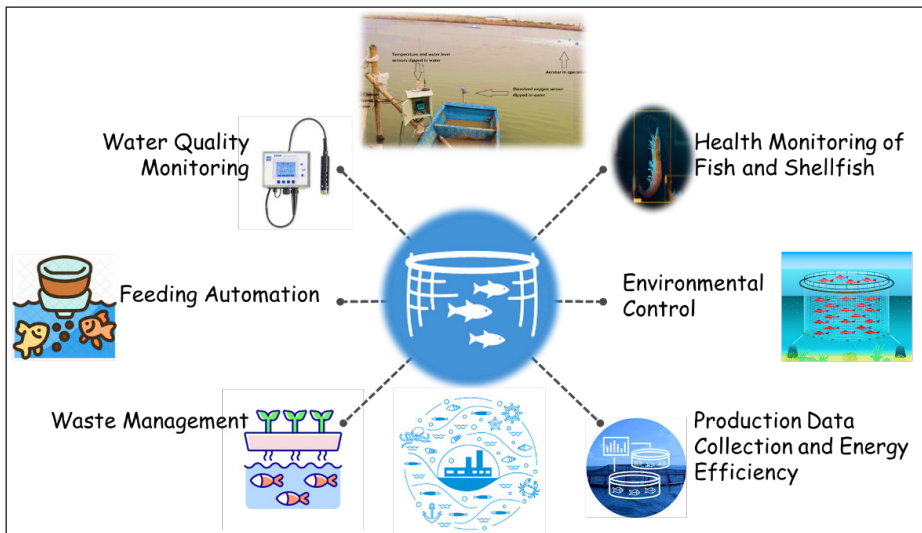 Temperature and water level
sensors dipped in water
Aerator in operation
Dissolved oxygen sensor
dipped in water
Water Quality
Monitoring
Health Monitoring of
Fish and Shellfish
Feeding Automation
Environmental
Control
Waste Management
Production Data
Collection and Energy
Efficiency